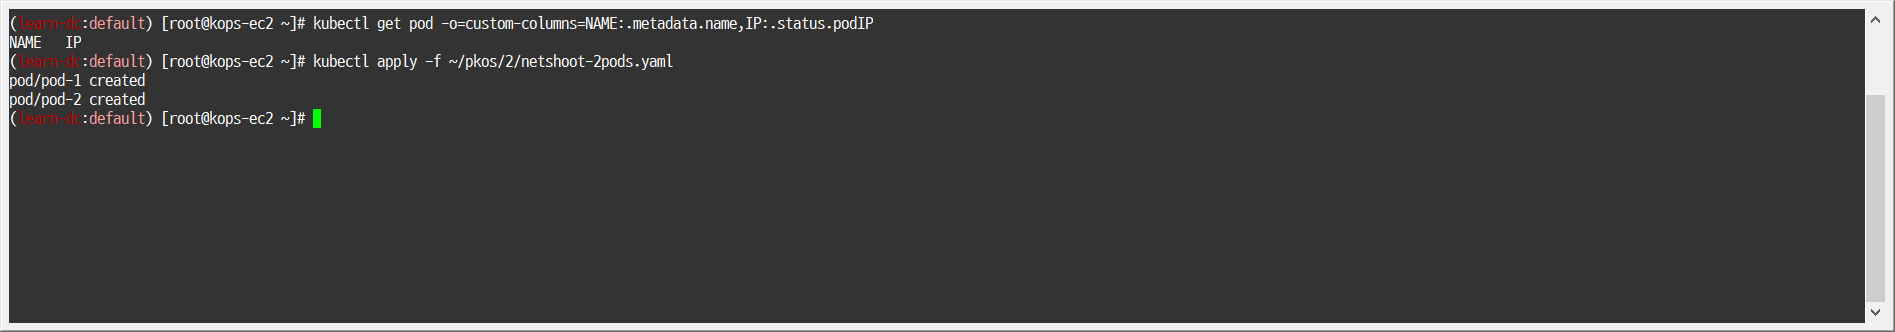 (learn-dc:default) [root@kops-ec2 ~]# kubectl get pod -o=custom-columns=NAME:.metadata.name,IP:.status.podIP
NAME   IP
(learn-dc:default) [root@kops-ec2 ~]# kubectl apply -f ~/pkos/2/netshoot-2pods.yaml
pod/pod-1 created
pod/pod-2 created
(learn-dc:default) [root@kops-ec2 ~]#